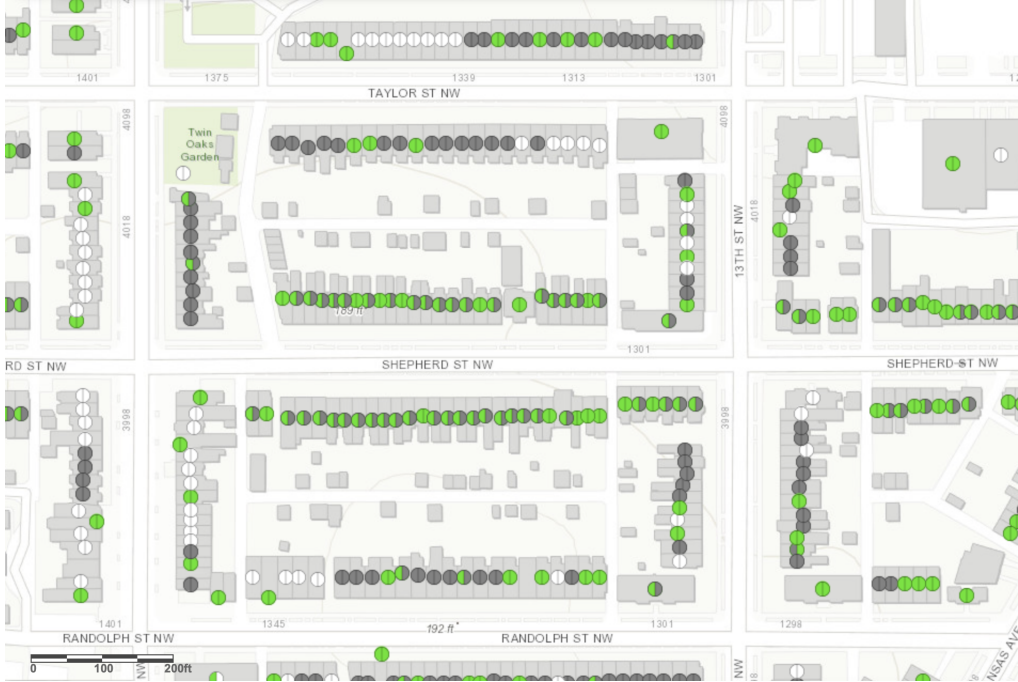 1401
1375
1339
1313
1301
TAYLOR ST NW
4098
4098
Twin
Oaks
Garden
4018
4018
13TH ST NW
189 ft
1301
RD ST NW
SHEPHERD ST NW
SHEPHERD ST NW
3998
3998
1401
1345
192 ft
1301
1298
RANDOLPH ST NW
RANDOLPH ST NW
NW
NW
NSAS AVE
0 100 200ft